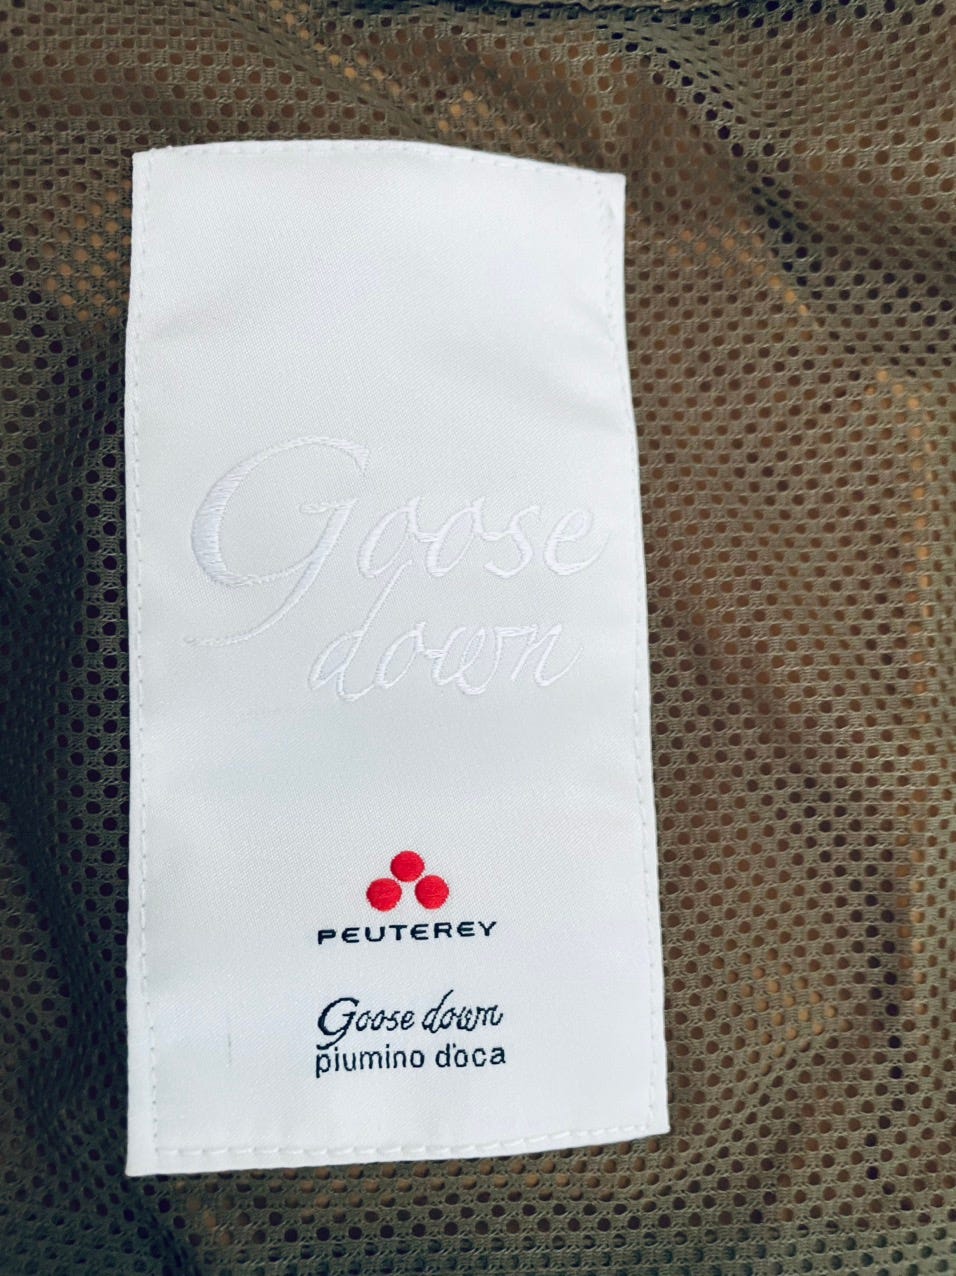 Goose
down
PEUTEREY
Goose down
piumino d'oca